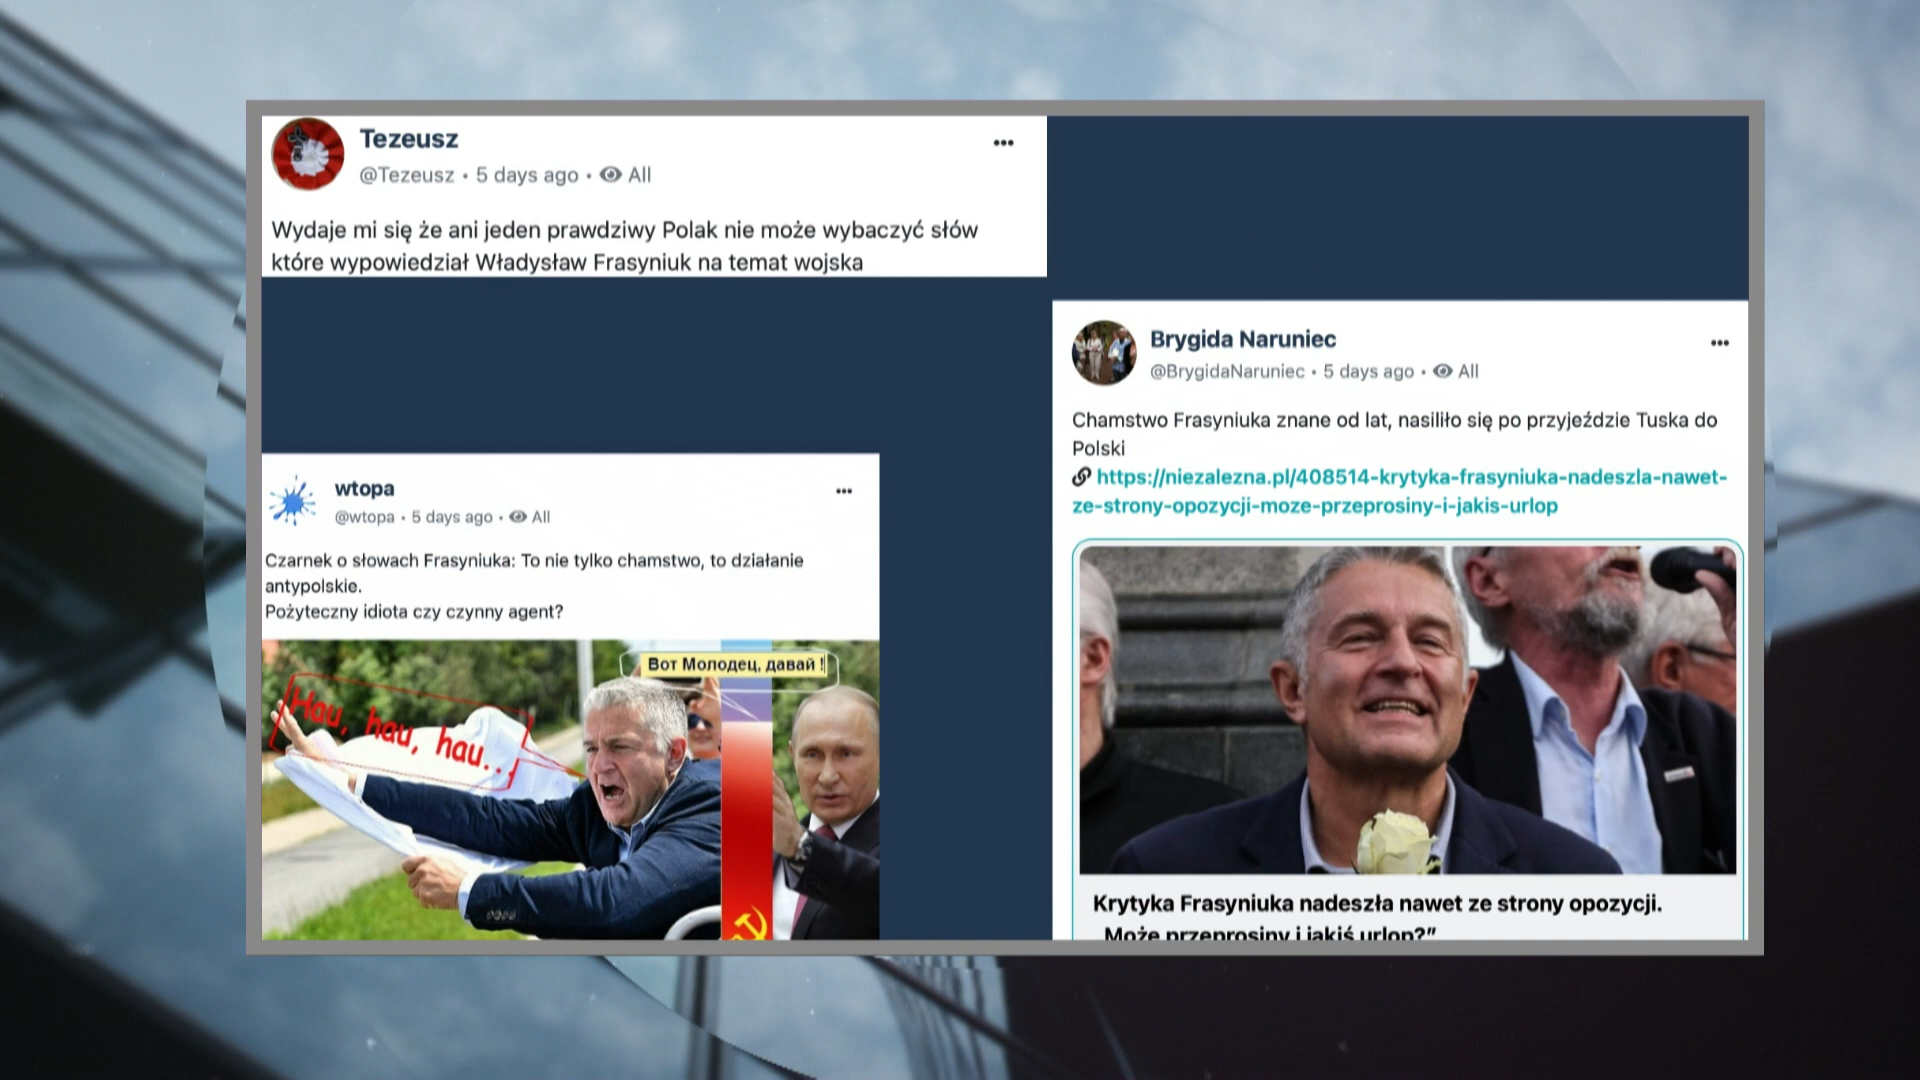 Tezeusz
@Tezeusz • 5 days ago • All
Wydaje mi się że ani jeden prawdziwy Polak nie może wybaczyć słów
które wypowiedział Władysław Frasyniuk na temat wojska
wtopa
@wtopa • 5 days ago • All
Czarnek o słowach Frasyniuka: To nie tylko chamstwo, to działanie
antypolskie.
Pożyteczny idiota czy czynny agent?
Вот Молодец, давай !
Hau, hau, hau...
Brygida Naruniec
@BrygidaNaruniec • 5 days ago • All
Chamstwo Frasyniuka znane od lat, nasiliło się po przyjeździe Tuska do
Polski
https://niezalezna.pl/408514-krytyka-frasyniuka-nadeszla-nawet-
ze-strony-opozycji-moze-przeprosiny-i-jakis-urlop
Krytyka Frasyniuka nadeszła nawet ze strony opozycji.
„Może przeprosiny i jakiś urlop?”